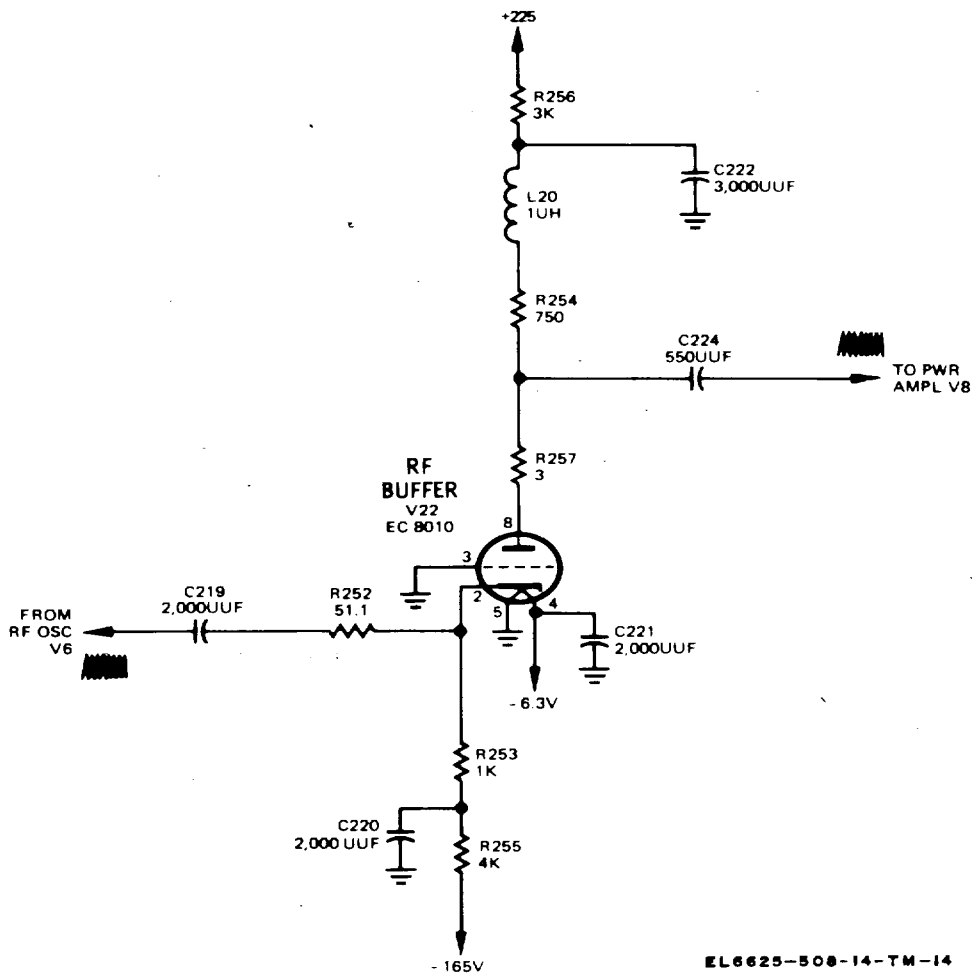 +225
R256
3K
C222
3,000UUF
L20
1UH
R254
750
C224
550UUF
TO PWR
AMPL V8
R257
3
RF
BUFFER
V22
EC 8010
8
3
2
5
4
C219
2,000UUF
R252
51.1
FROM
RF OSC
V6
C221
2,000UUF
- 6.3V
R253
1K
C220
2,000 UUF
R255
4K
- 165V
EL6625-508-14-TM-14